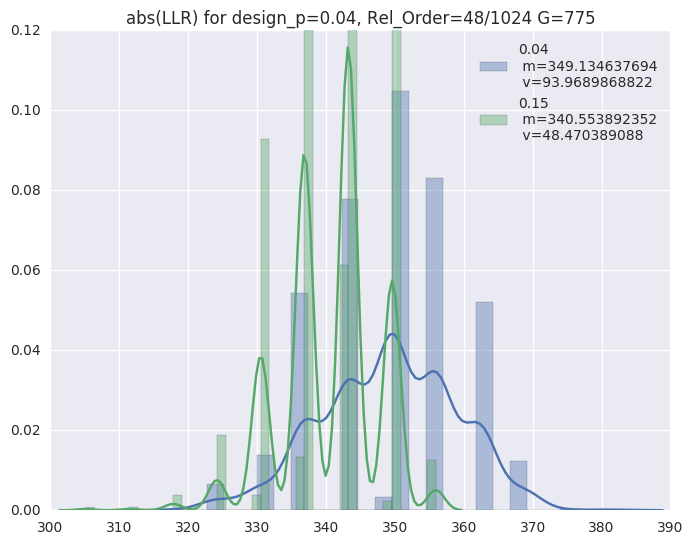 abs(LLR) for design_p=0.04, Rel_Order=48/1024 G=775
0.12
0.10
0.08
0.06
0.04
0.02
0.00
0.04
m=349.134637694
v=93.9689868822
0.15
m=340.553892352
v=48.470389088
300 310 320 330 340 350 360 370 380 390